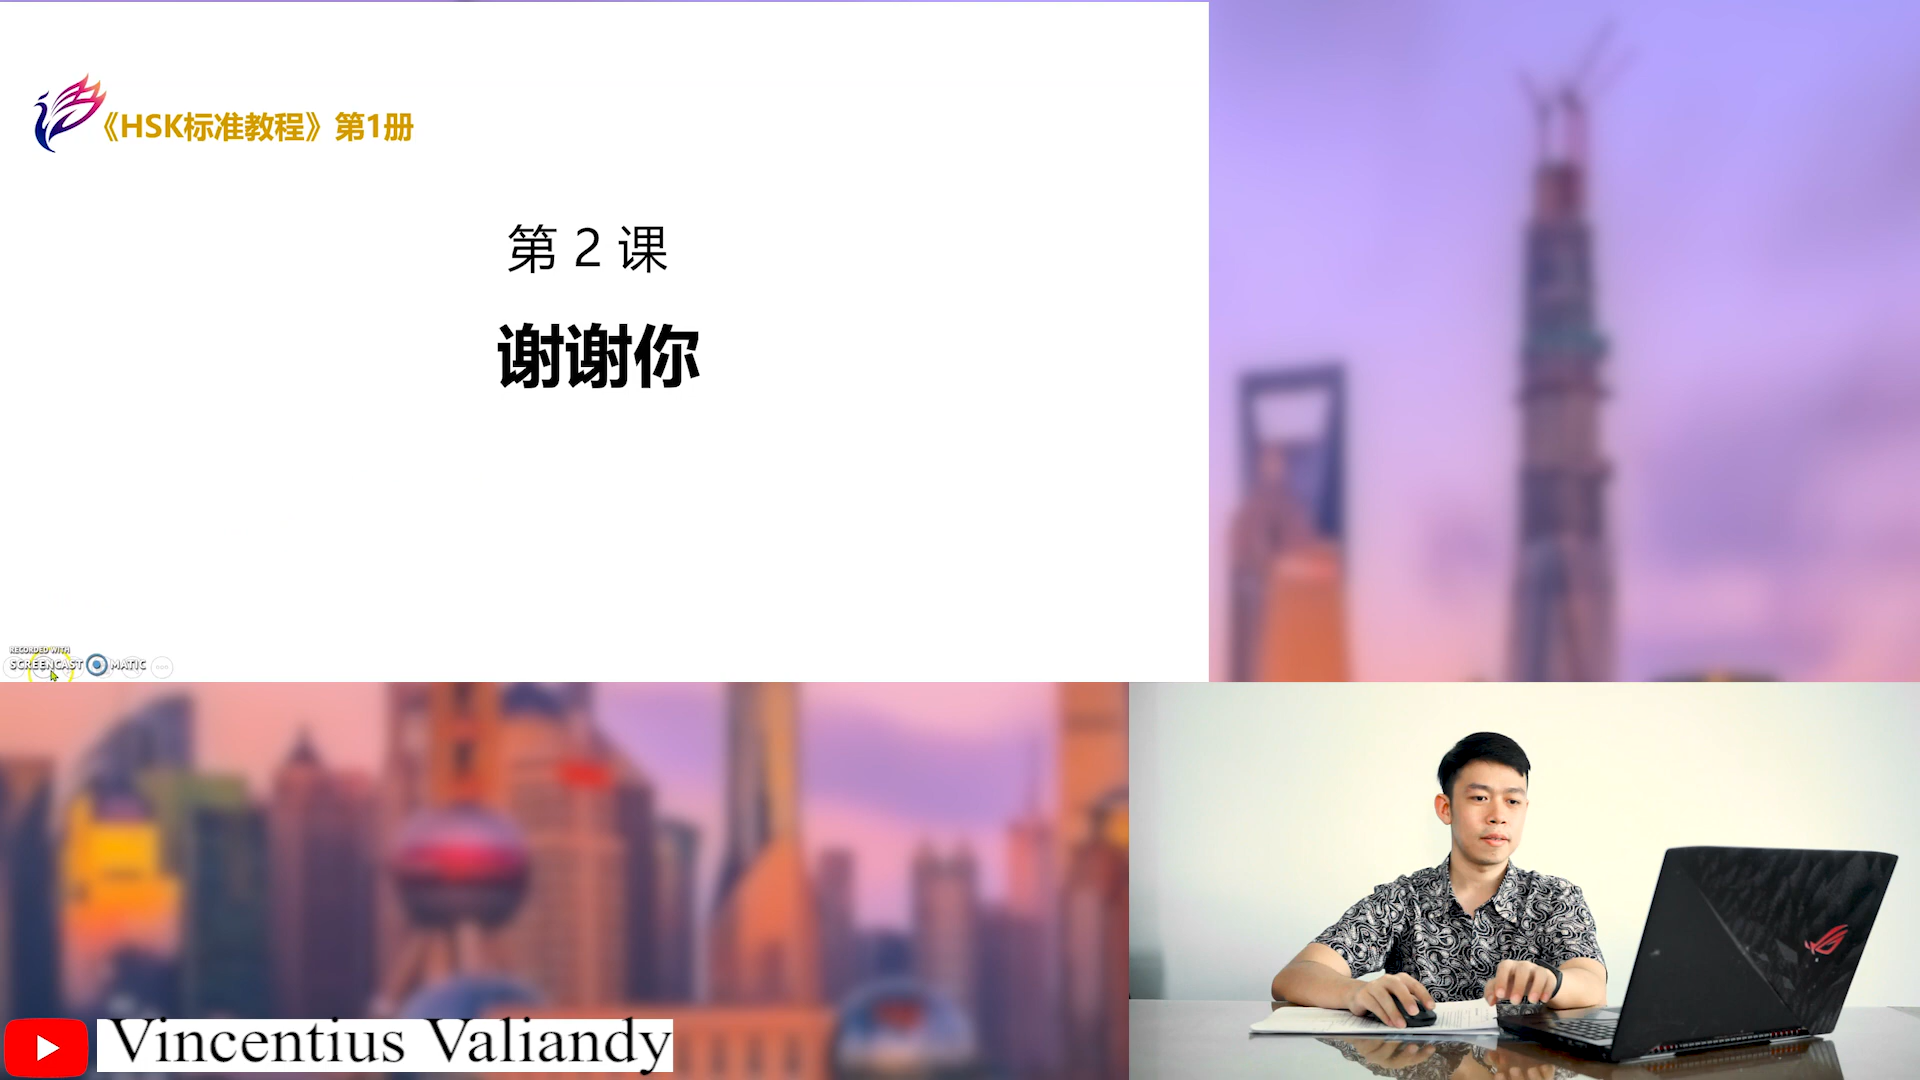 《HSK标准教程》第1册
第 2 课
谢谢你
RECORDED WITH
SCREENCAST MATIC
Vincentius Valiandy